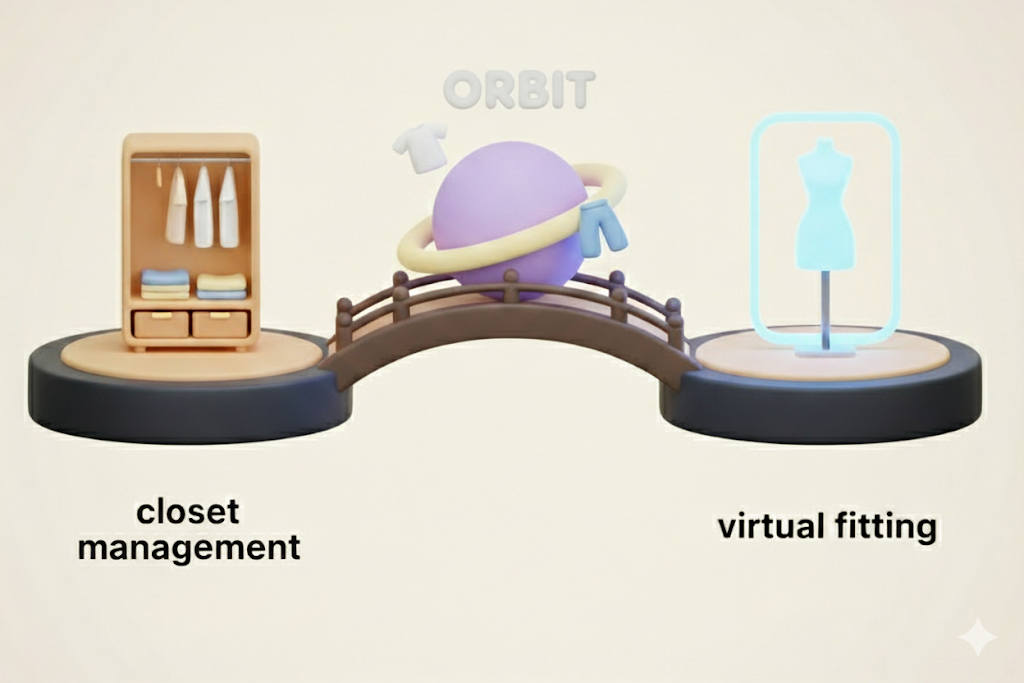 ORBIT
closet
management
virtual fitting